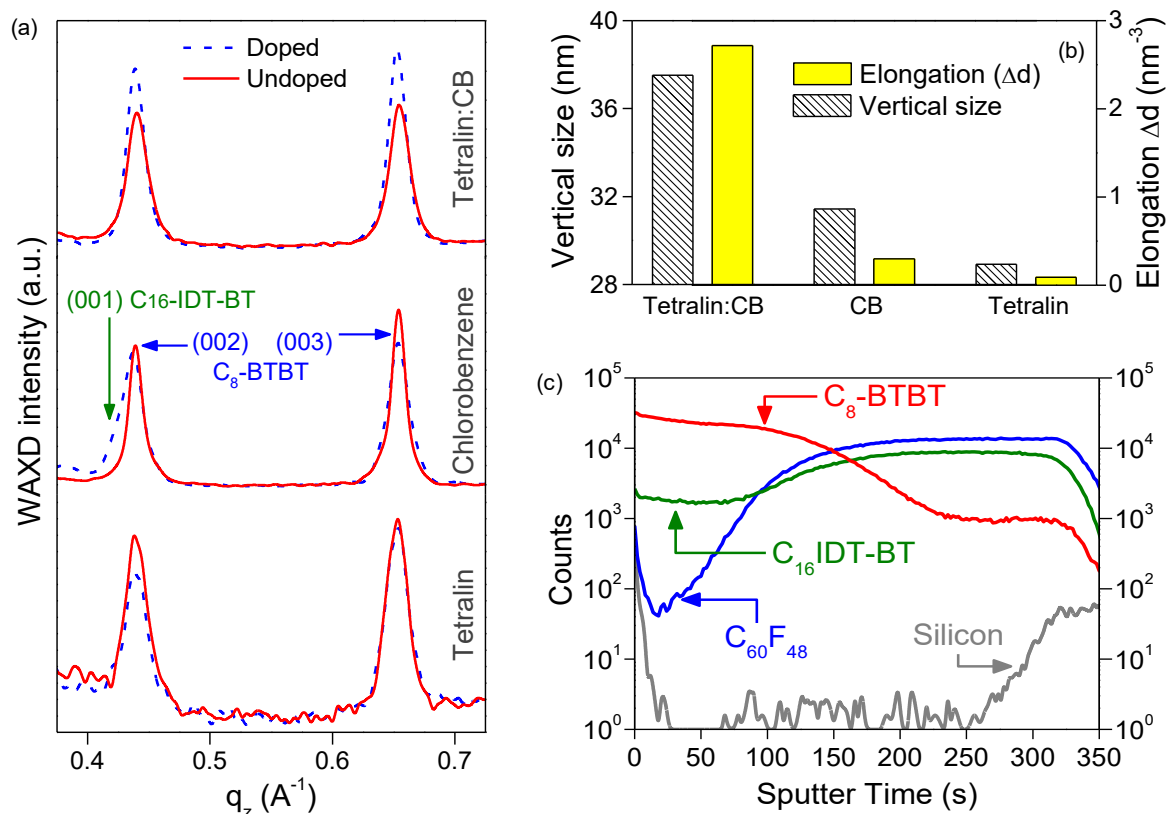 (a)
Doped
Undoped
Tetralin:CB
(001) C16-IDT-BT
(002)
(003)
C₈-BTBT
Chlorobenzene
Tetralin
WAXD intensity (a.u.)
0.4
0.5
0.6
0.7
q_z (A⁻¹)
(b)
Elongation (Δd)
Vertical size
Vertical size (nm)
40
36
32
28
Elongation Δd (nm⁻³)
3
2
1
0
Tetralin:CB
CB
Tetralin
(c)
C₈-BTBT
C₁₆IDT-BT
C₆₀F₄₈
Silicon
Counts
10⁵
10⁴
10³
10²
10¹
10⁰
10⁵
10⁴
10³
10²
10¹
10⁰
0
50
100
150
200
250
300
350
Sputter Time (s)